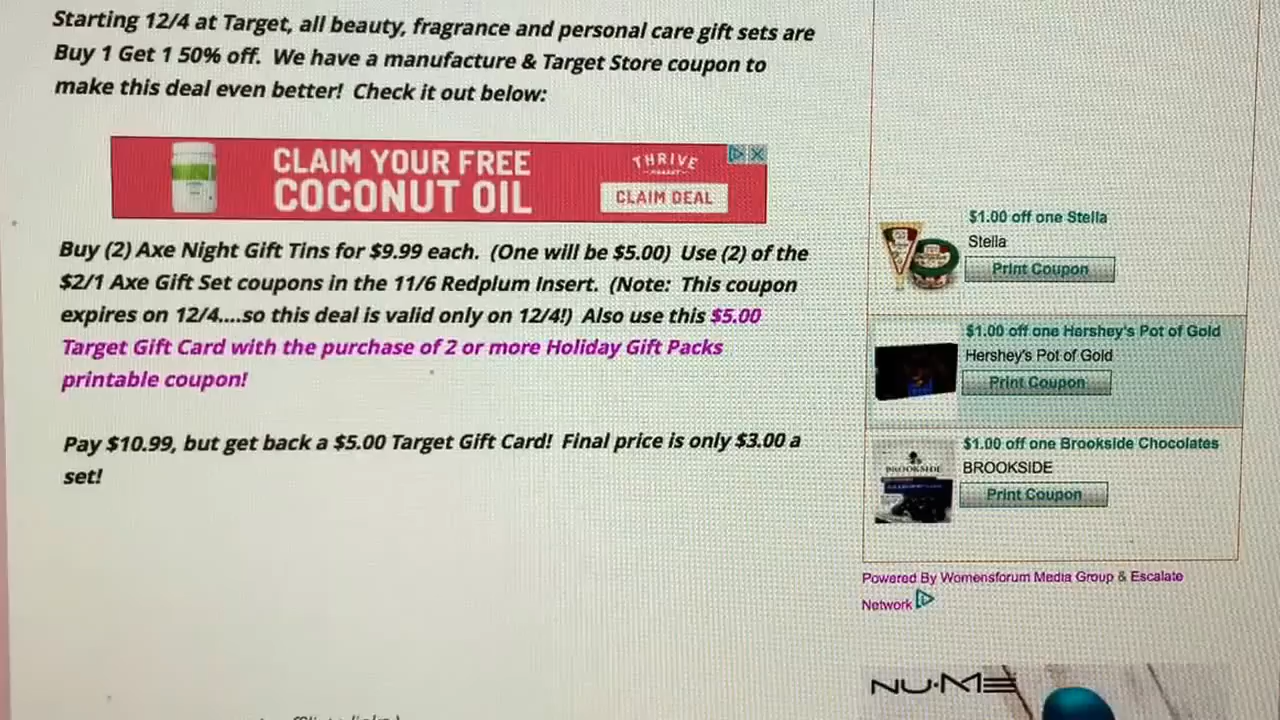 Starting 12/4 at Target, all beauty, fragrance and personal care gift sets are
Buy 1 Get 1 50% off. We have a manufacture & Target Store coupon to
make this deal even better! Check it out below:
CLAIM YOUR FREE
COCONUT OIL
THRIVE
MARKET
CLAIM DEAL
Buy (2) Axe Night Gift Tins for $9.99 each. (One will be $5.00) Use (2) of the
$2/1 Axe Gift Set coupons in the 11/6 Redplum Insert. (Note: This coupon
expires on 12/4....so this deal is valid only on 12/4!) Also use this $5.00
Target Gift Card with the purchase of 2 or more Holiday Gift Packs
printable coupon!
Pay $10.99, but get back a $5.00 Target Gift Card! Final price is only $3.00 a
set!
$1.00 off one Stella
Stella
Print Coupon
$1.00 off one Hershey's Pot of Gold
Hershey's Pot of Gold
Print Coupon
$1.00 off one Brookside Chocolates
BROOKSIDE
BROOKSIDE
Print Coupon
Powered By Womensforum Media Group & Escalate
Network
NU·ME